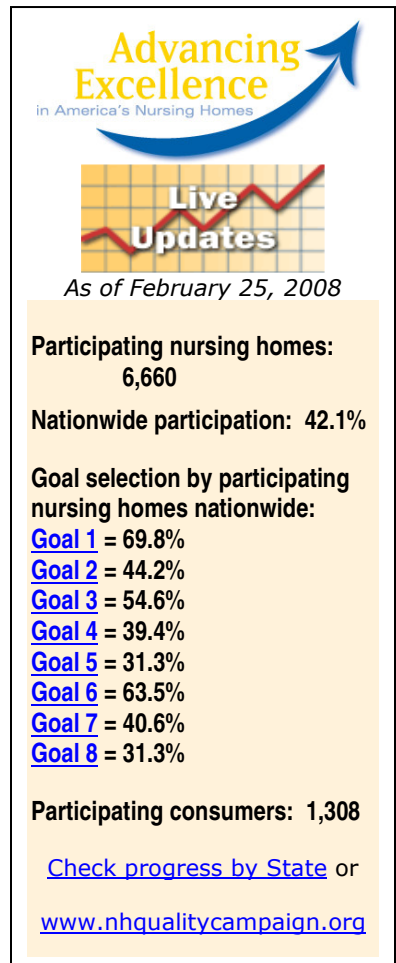 Advancing
Excellence
in America's Nursing Homes
Live
Updates
As of February 25, 2008
Participating nursing homes:
6,660
Nationwide participation: 42.1%
Goal selection by participating
nursing homes nationwide:
Goal 1 = 69.8%
Goal 2 = 44.2%
Goal 3 = 54.6%
Goal 4 = 39.4%
Goal 5 = 31.3%
Goal 6 = 63.5%
Goal 7 = 40.6%
Goal 8 = 31.3%
Participating consumers: 1,308
Check progress by State or
www.nhqualitycampaign.org